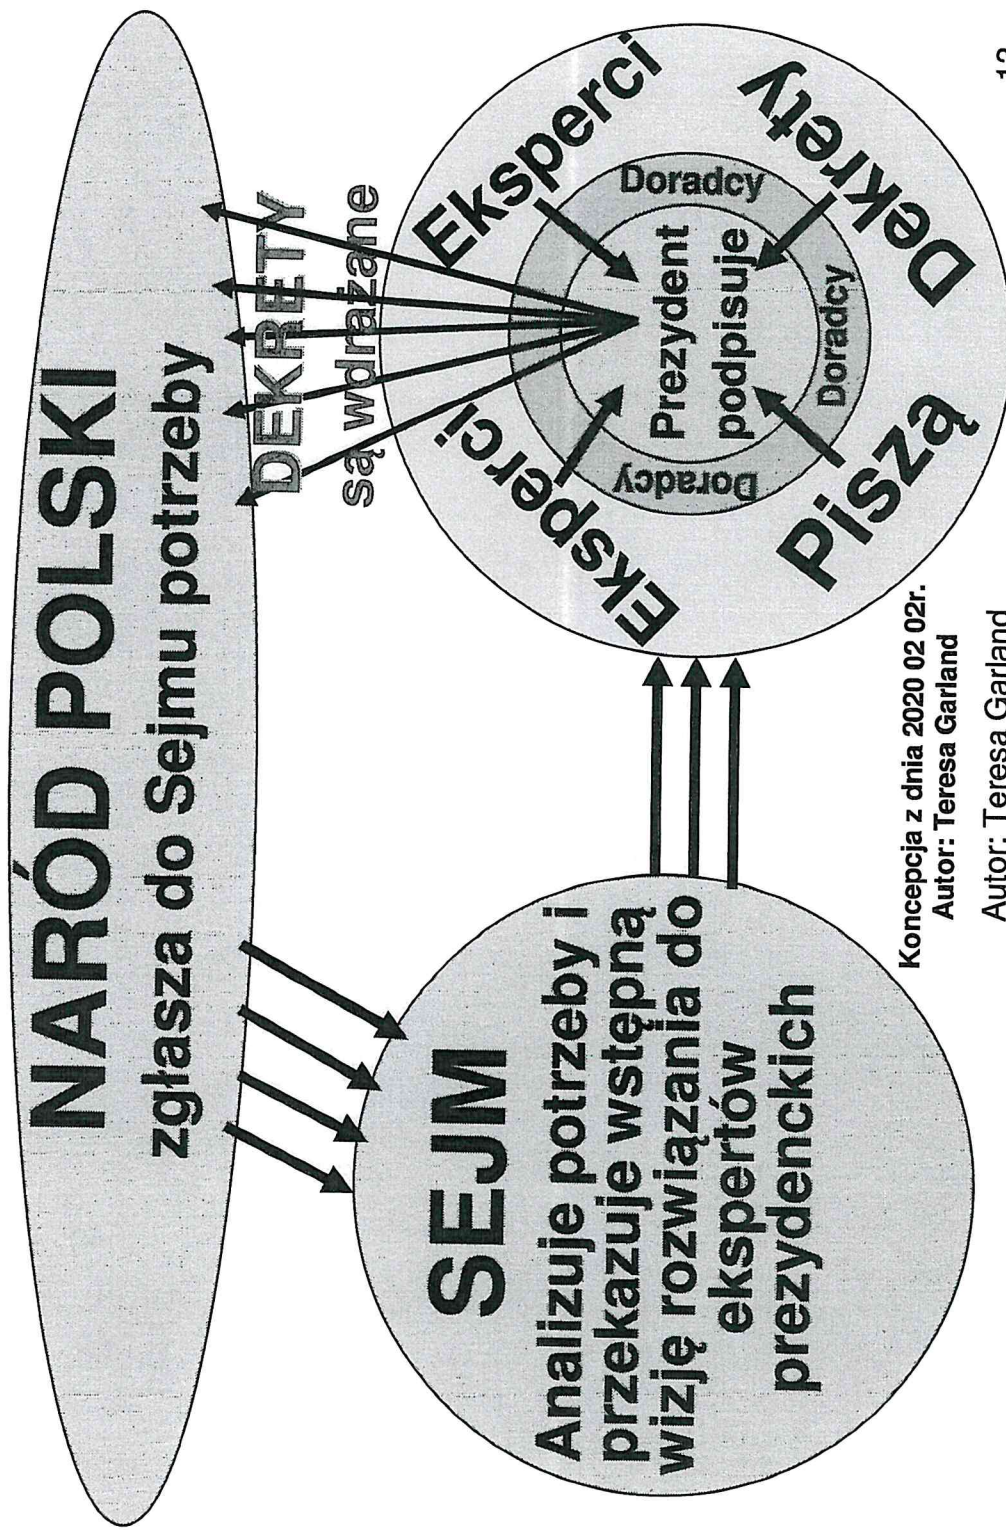 NARÓD POLSKI
zgłasza do Sejmu potrzeby
SEJM
Analizuje potrzeby i
przekazuje wstępną
wizję rozwiązania do
ekspertów
prezydenckich
DEKRETY
są wdrażane
Eksperci
Eksperci
Piszą
Dekrety
Doradcy
Doradcy
Doradcy
Prezydent
podpisuje
Koncepcja z dnia 2020 02 02r.
Autor: Teresa Garland
Autor: Teresa Garland